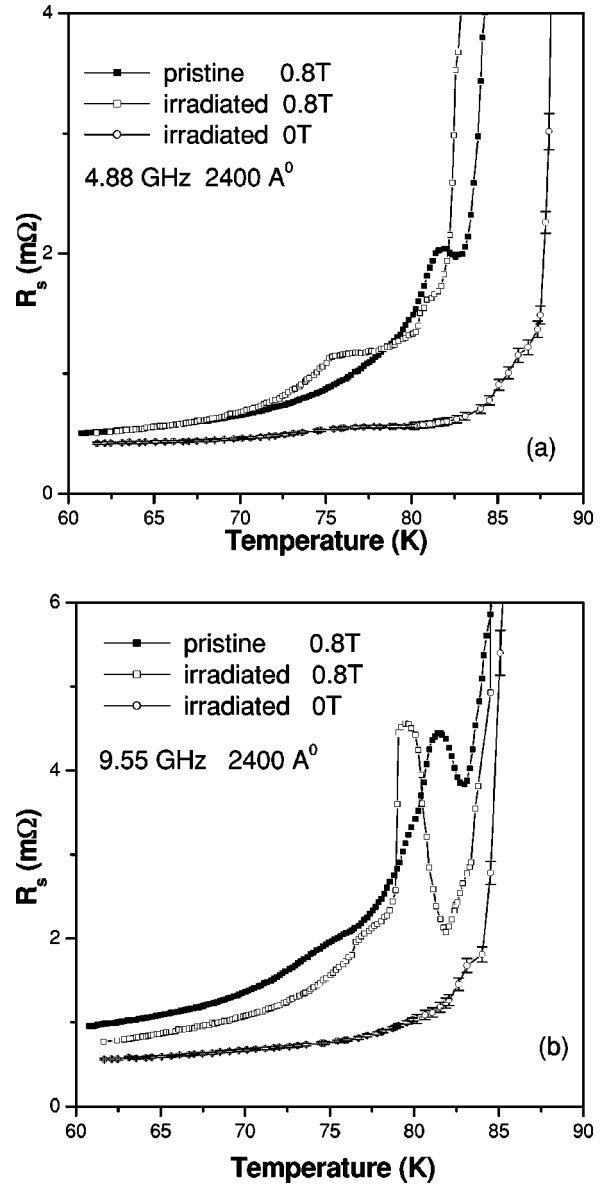 4
pristine 0.8T
irradiated 0.8T
irradiated 0T
4.88 GHz 2400 A⁰
2
Rₛ (mΩ)
0
(a)
60 65 70 75 80 85 90
Temperature (K)
6
pristine 0.8T
irradiated 0.8T
irradiated 0T
9.55 GHz 2400 A⁰
4
Rₛ (mΩ)
2
0
(b)
60 65 70 75 80 85 90
Temperature (K)